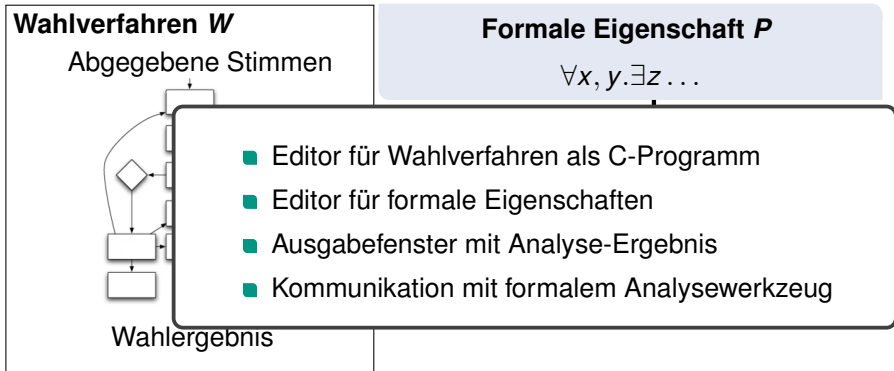 Wahlverfahren W
Abgegebene Stimmen
Wahlergebnis
Formale Eigenschaft P
∀x, y.∃z …
Editor für Wahlverfahren als C-Programm
Editor für formale Eigenschaften
Ausgabefenster mit Analyse-Ergebnis
Kommunikation mit formalem Analysewerkzeug